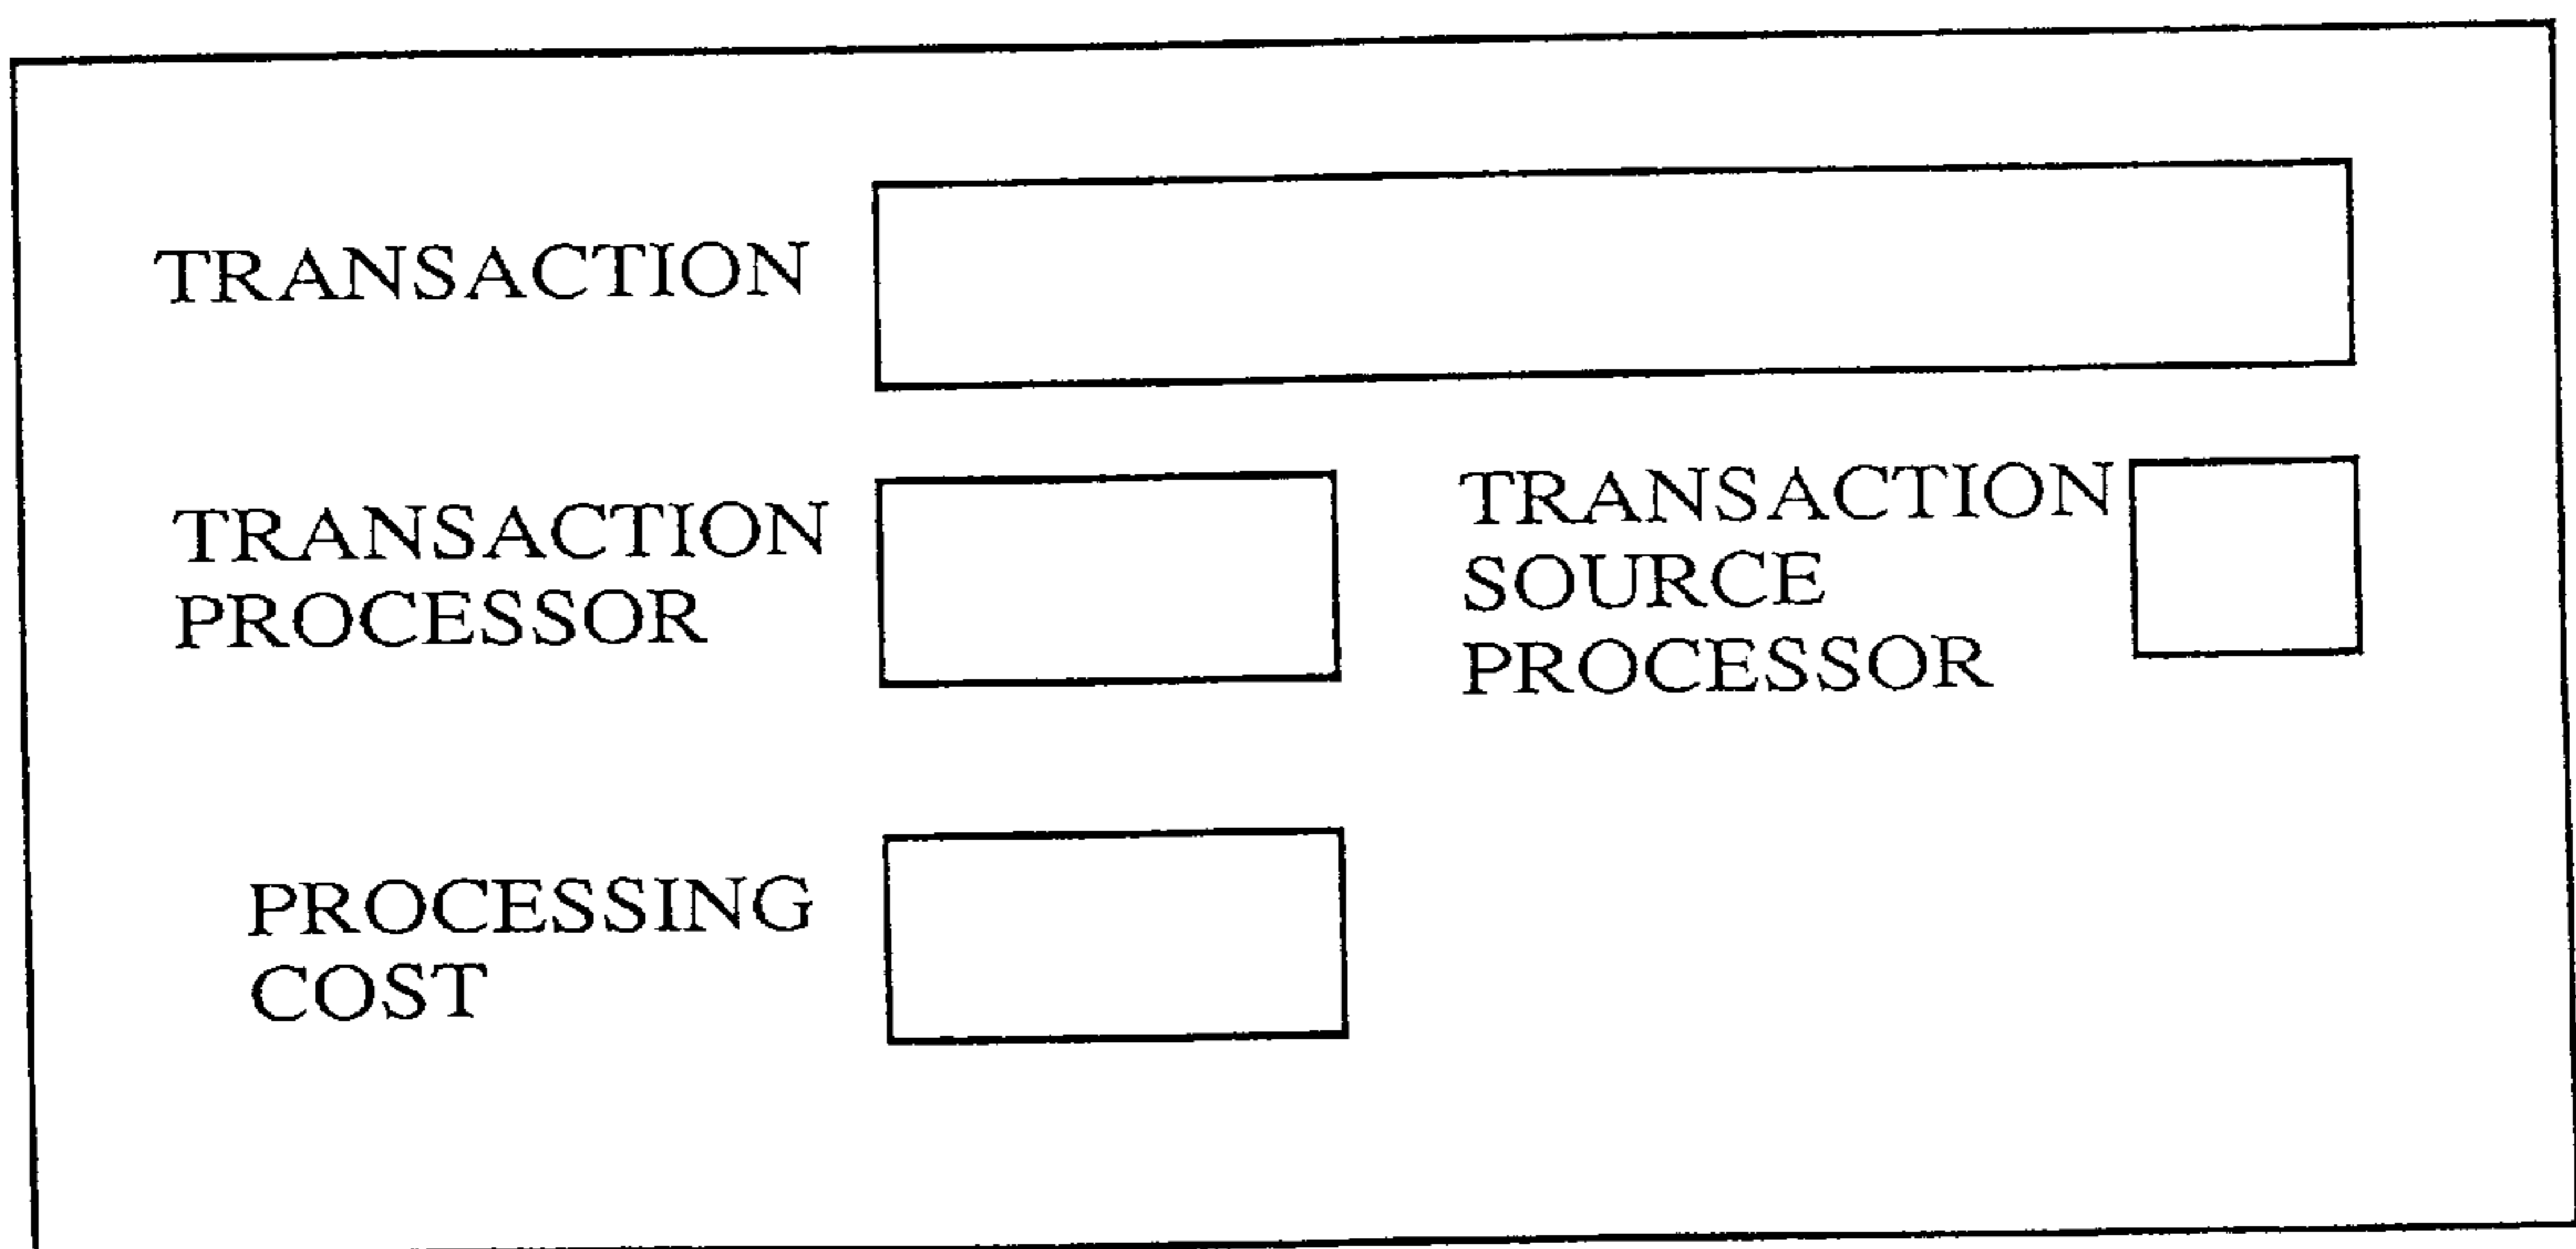 TRANSACTION
TRANSACTION
PROCESSOR
TRANSACTION
SOURCE
PROCESSOR
PROCESSING
COST